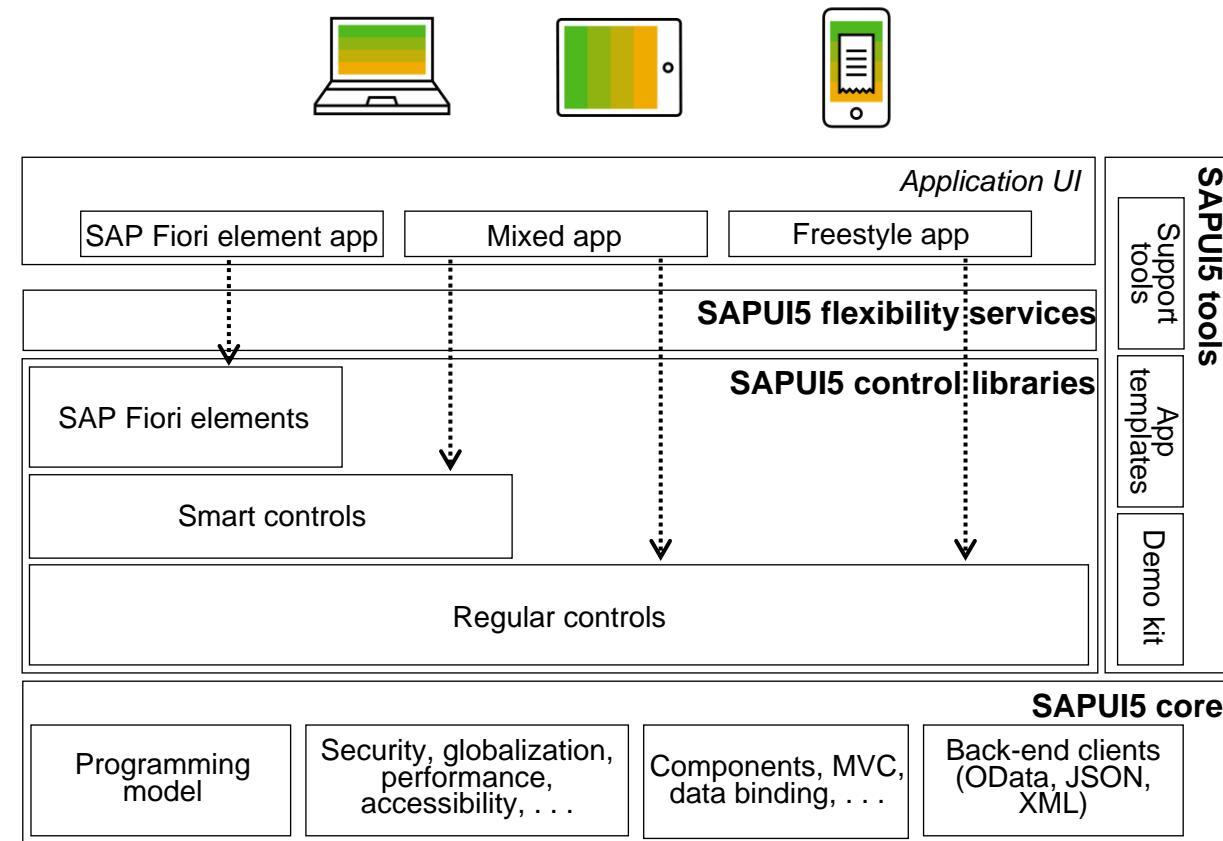 Application UI
SAP Fiori element app
Mixed app
Freestyle app
SAPUI5 flexibility services
SAPUI5 control libraries
SAP Fiori elements
Smart controls
Regular controls
SAPUI5 tools
Support
tools
App
templates
Demo kit
SAPUI5 core
Programming
model
Security, globalization,
performance,
accessibility, . . .
Components, MVC,
data binding, . . .
Back-end clients
(OData, JSON,
XML)